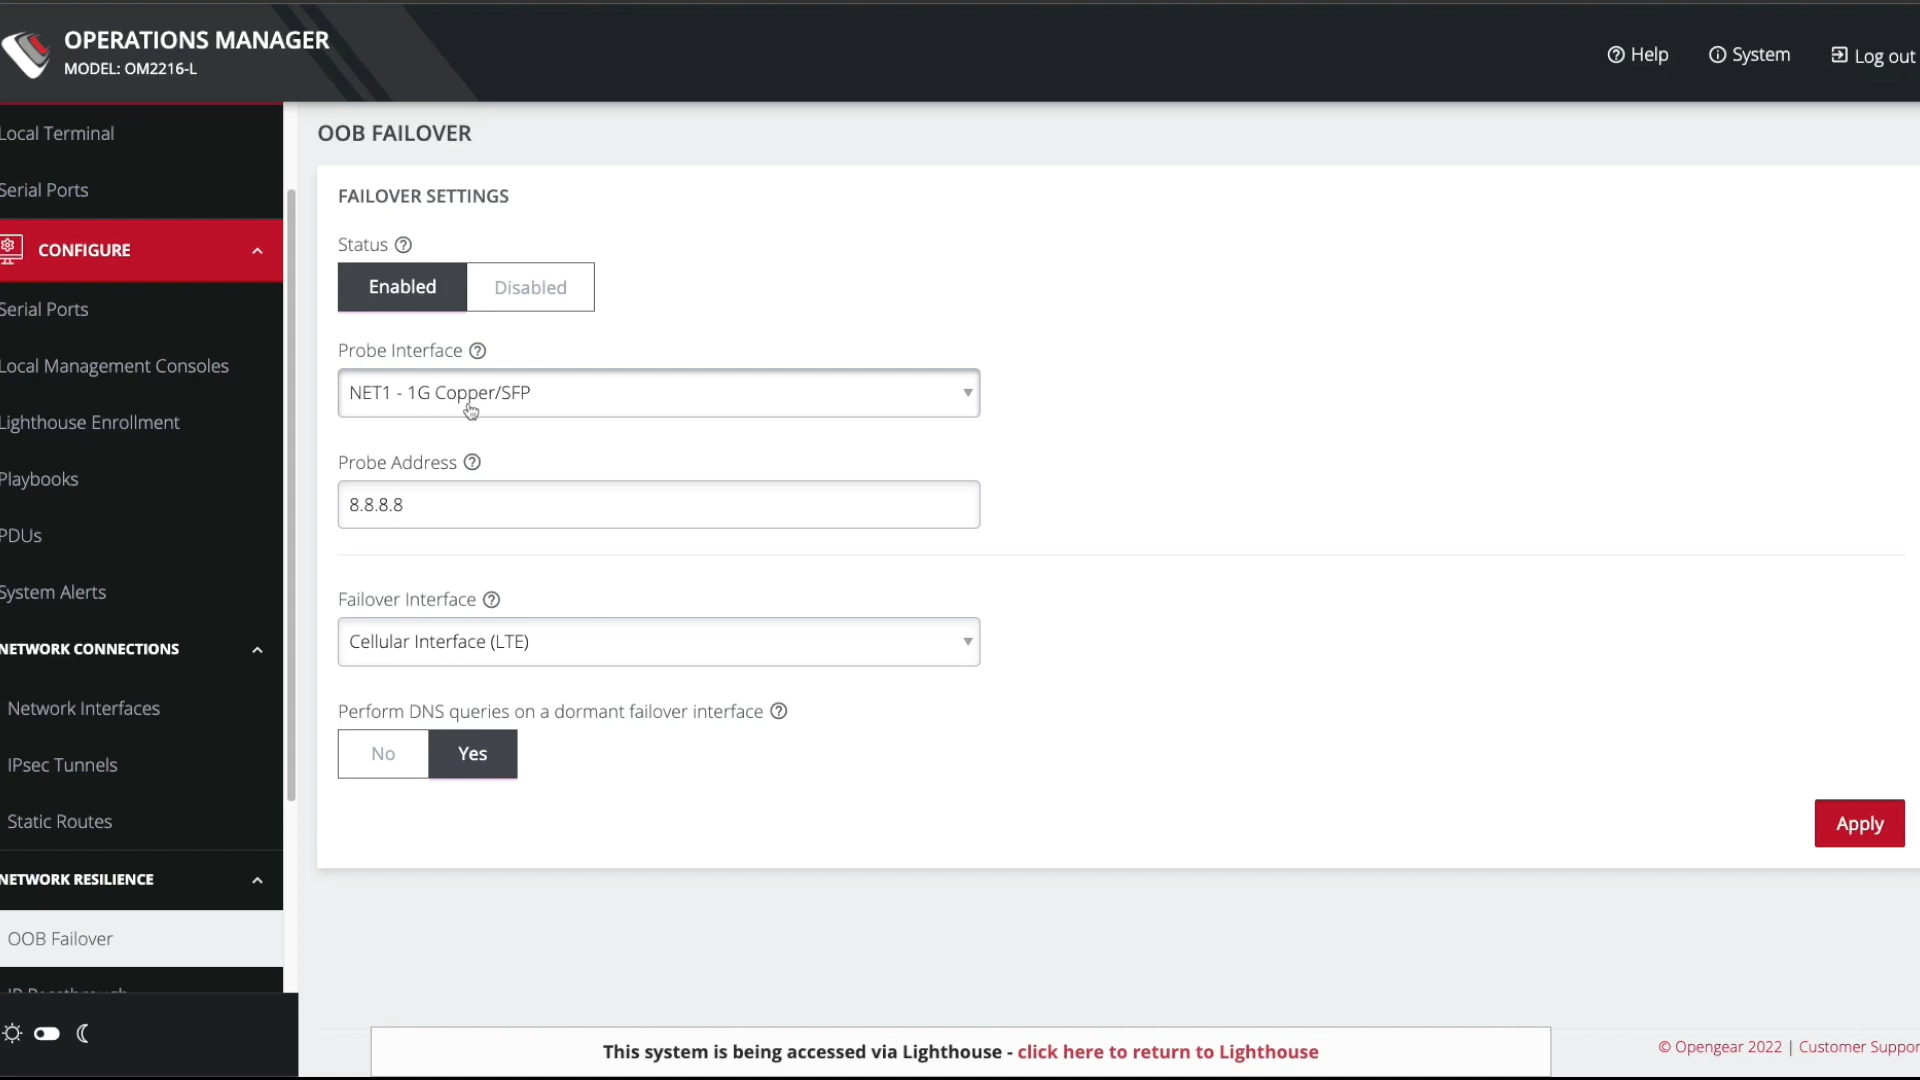 OPERATIONS MANAGER
MODEL: OM2216-L
Help
System
Log out
Local Terminal
Serial Ports
CONFIGURE
Serial Ports
Local Management Consoles
Lighthouse Enrollment
Playbooks
PDUs
System Alerts
NETWORK CONNECTIONS
Network Interfaces
IPsec Tunnels
Static Routes
NETWORK RESILIENCE
OOB Failover
OOB FAILOVER
FAILOVER SETTINGS
Status
Enabled Disabled
Probe Interface
NET1 - 1G Copper/SFP
Probe Address
8.8.8.8
Failover Interface
Cellular Interface (LTE)
Perform DNS queries on a dormant failover interface
No Yes
Apply
This system is being accessed via Lighthouse - click here to return to Lighthouse
© Opengear 2022 | Customer Suppor